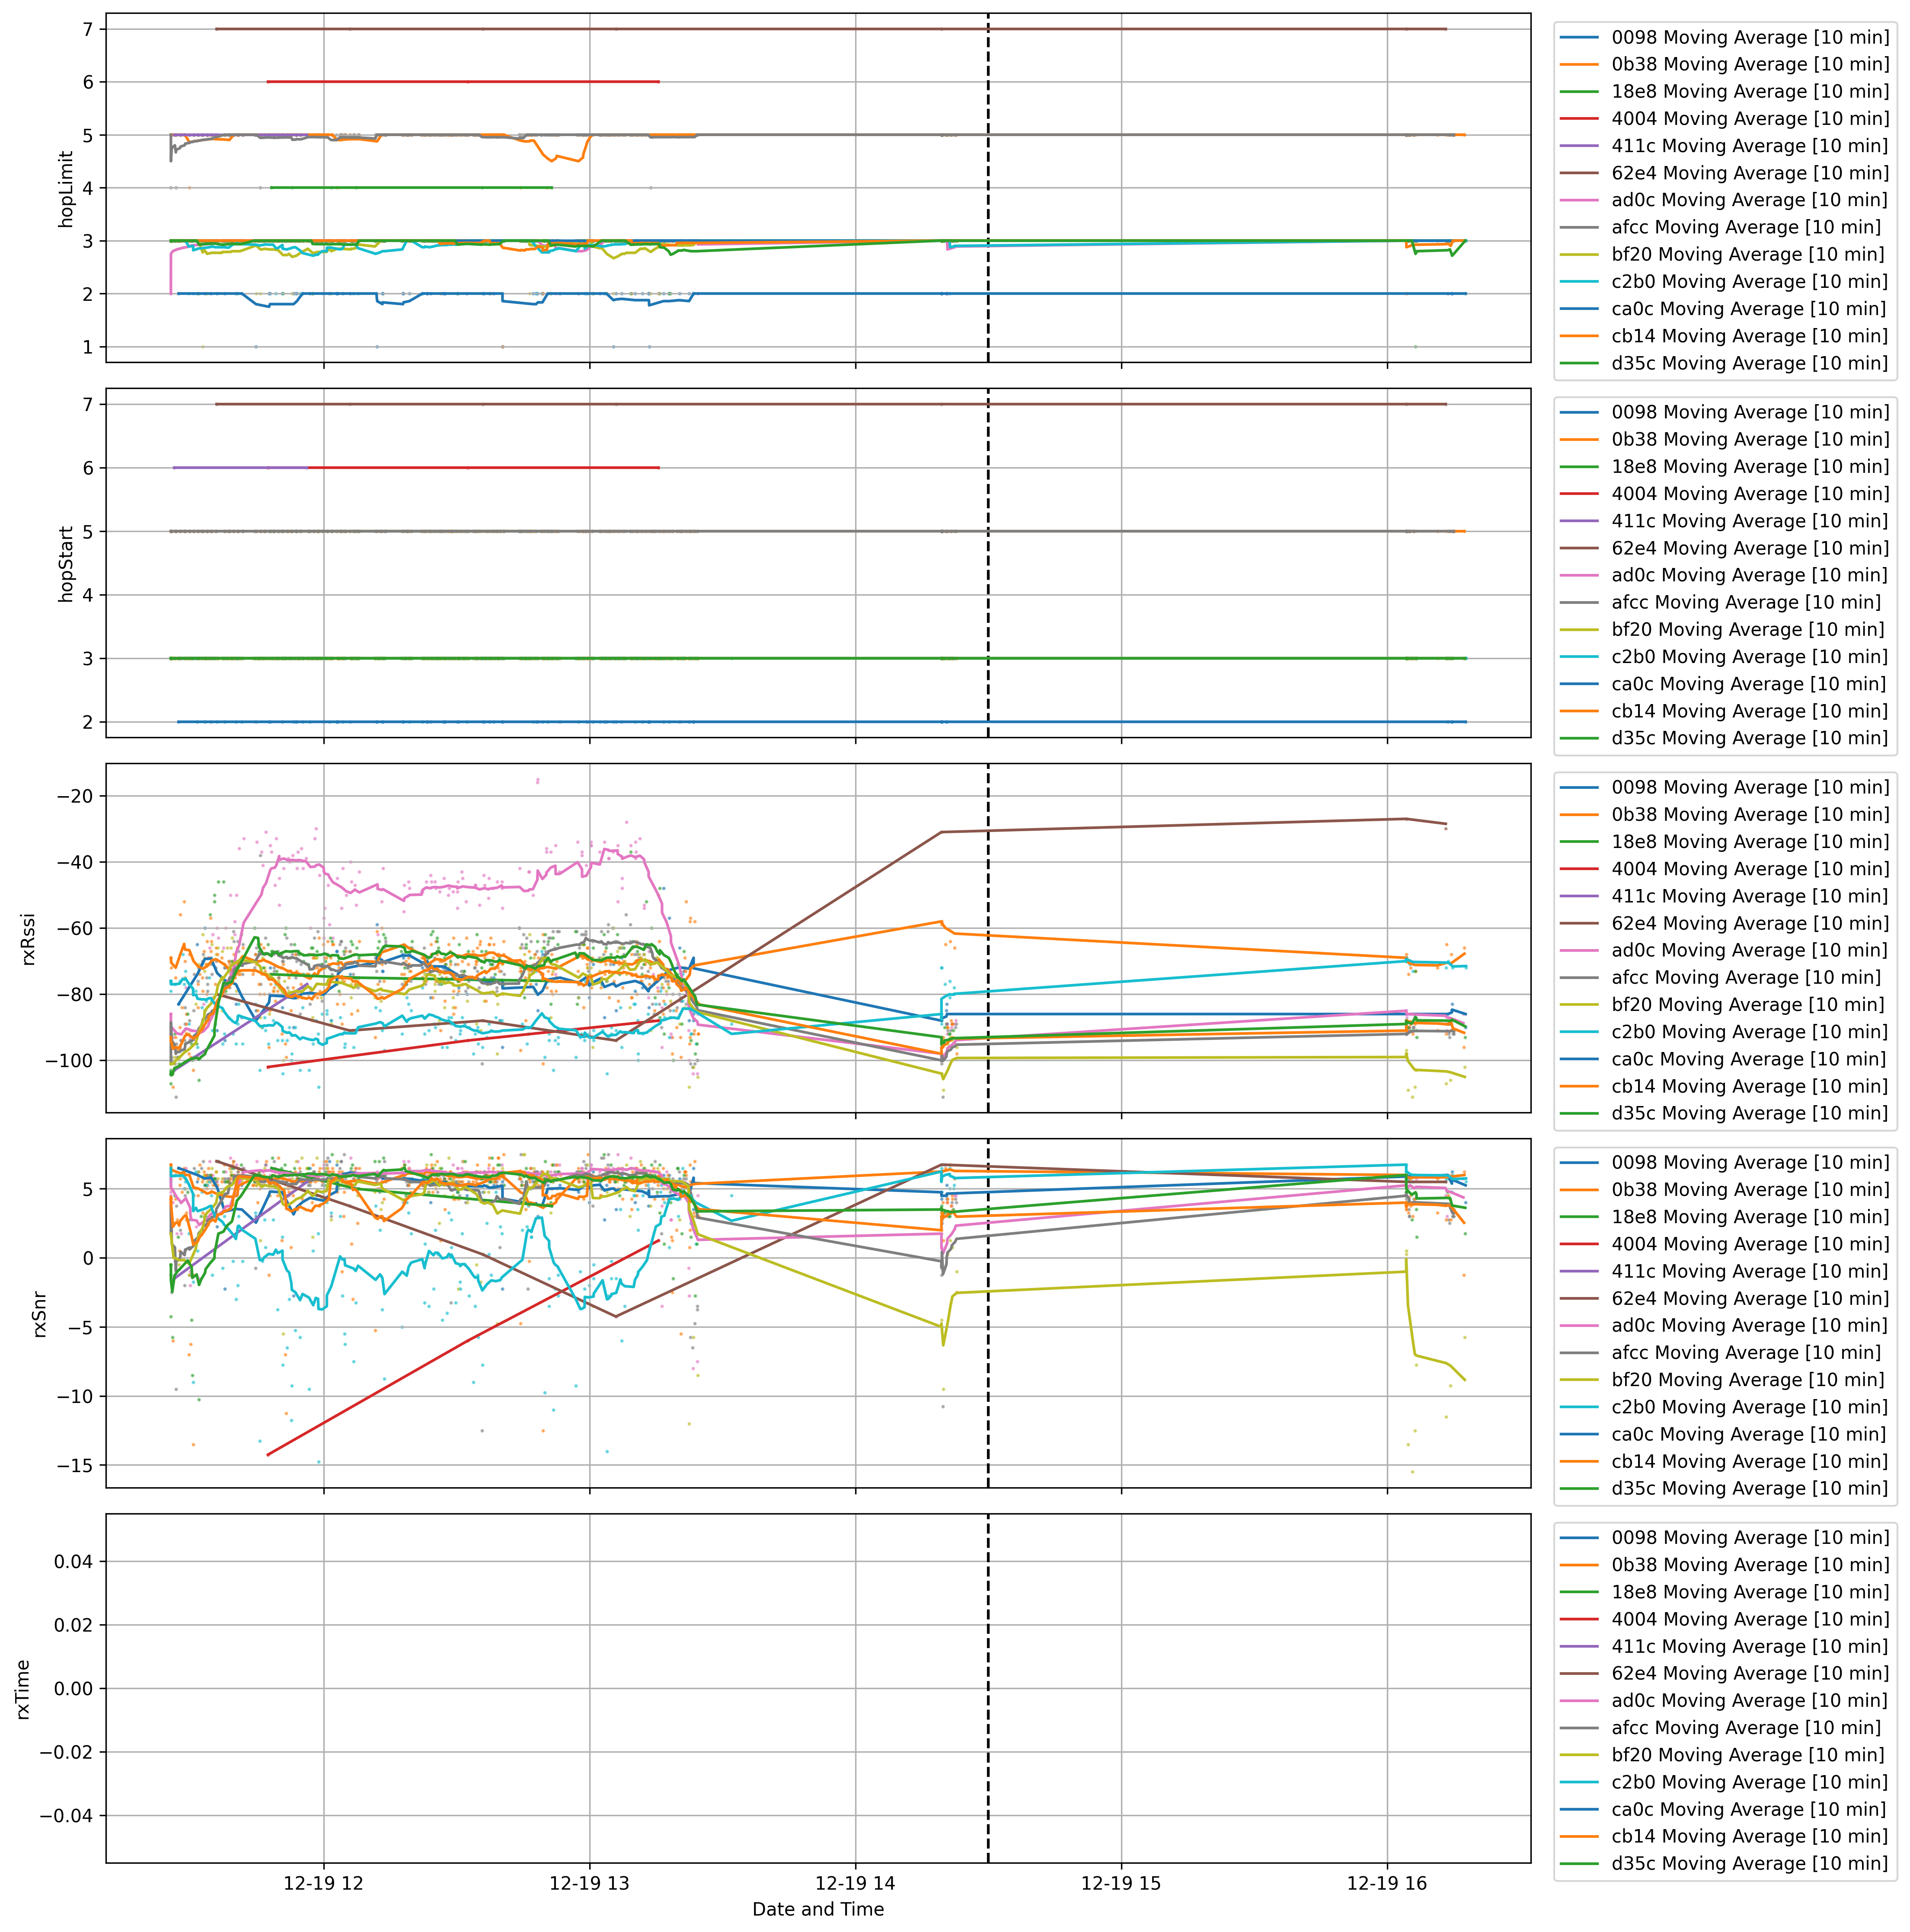 7
6
5
4
3
2
1
hopLimit
0098 Moving Average [10 min]
0b38 Moving Average [10 min]
18e8 Moving Average [10 min]
4004 Moving Average [10 min]
411c Moving Average [10 min]
62e4 Moving Average [10 min]
ad0c Moving Average [10 min]
afcc Moving Average [10 min]
bf20 Moving Average [10 min]
c2b0 Moving Average [10 min]
ca0c Moving Average [10 min]
cb14 Moving Average [10 min]
d35c Moving Average [10 min]
7
6
5
4
3
2
hopStart
0098 Moving Average [10 min]
0b38 Moving Average [10 min]
18e8 Moving Average [10 min]
4004 Moving Average [10 min]
411c Moving Average [10 min]
62e4 Moving Average [10 min]
ad0c Moving Average [10 min]
afcc Moving Average [10 min]
bf20 Moving Average [10 min]
c2b0 Moving Average [10 min]
ca0c Moving Average [10 min]
cb14 Moving Average [10 min]
d35c Moving Average [10 min]
−20
−40
−60
−80
−100
rxRssi
0098 Moving Average [10 min]
0b38 Moving Average [10 min]
18e8 Moving Average [10 min]
4004 Moving Average [10 min]
411c Moving Average [10 min]
62e4 Moving Average [10 min]
ad0c Moving Average [10 min]
afcc Moving Average [10 min]
bf20 Moving Average [10 min]
c2b0 Moving Average [10 min]
ca0c Moving Average [10 min]
cb14 Moving Average [10 min]
d35c Moving Average [10 min]
5
0
−5
−10
−15
rxSnr
0098 Moving Average [10 min]
0b38 Moving Average [10 min]
18e8 Moving Average [10 min]
4004 Moving Average [10 min]
411c Moving Average [10 min]
62e4 Moving Average [10 min]
ad0c Moving Average [10 min]
afcc Moving Average [10 min]
bf20 Moving Average [10 min]
c2b0 Moving Average [10 min]
ca0c Moving Average [10 min]
cb14 Moving Average [10 min]
d35c Moving Average [10 min]
0.04
0.02
0.00
−0.02
−0.04
rxTime
0098 Moving Average [10 min]
0b38 Moving Average [10 min]
18e8 Moving Average [10 min]
4004 Moving Average [10 min]
411c Moving Average [10 min]
62e4 Moving Average [10 min]
ad0c Moving Average [10 min]
afcc Moving Average [10 min]
bf20 Moving Average [10 min]
c2b0 Moving Average [10 min]
ca0c Moving Average [10 min]
cb14 Moving Average [10 min]
d35c Moving Average [10 min]
12-19 12
12-19 13
12-19 14
12-19 15
12-19 16
Date and Time